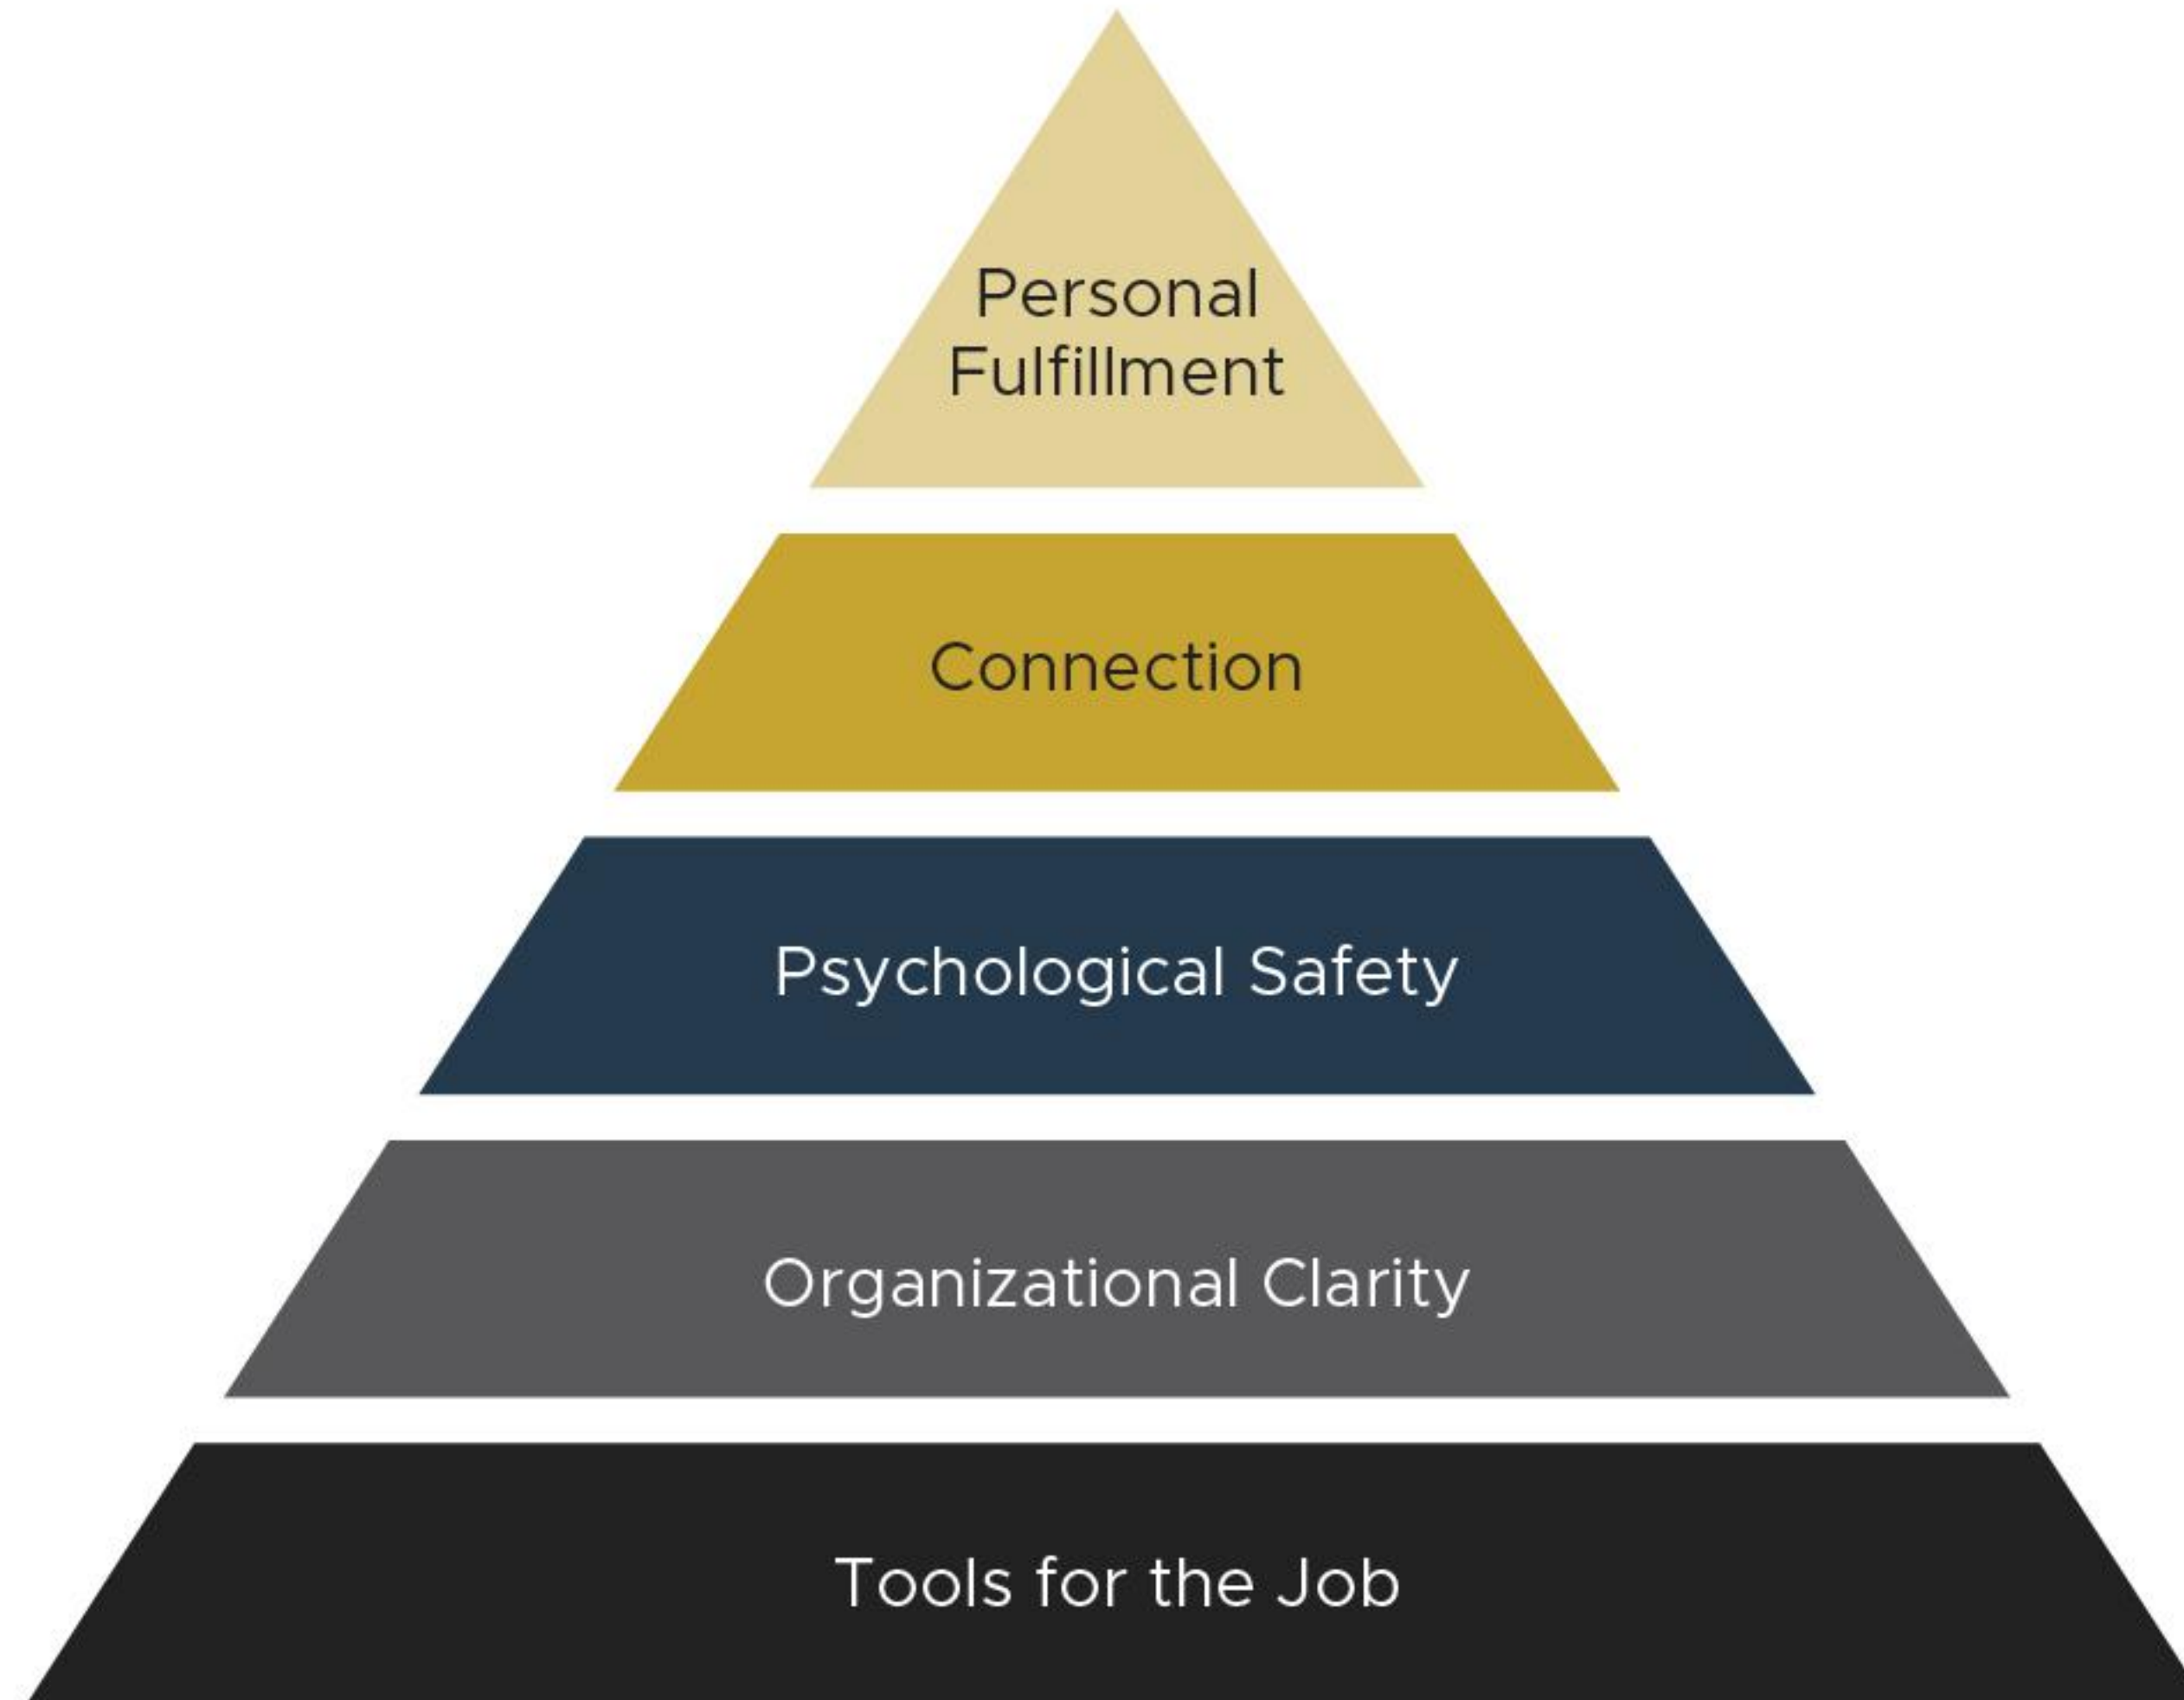 Personal
Fulfillment
Connection
Psychological Safety
Organizational Clarity
Tools for the Job